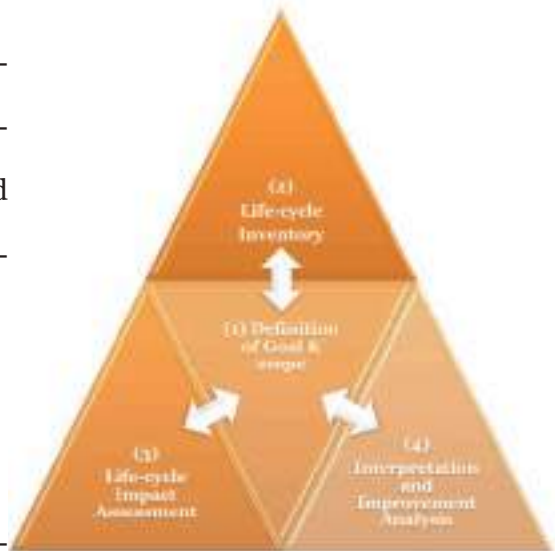 d
(2)
Life-cycle
Inventory
(1) Definition
of Goal &
scope
(3)
Life-cycle
Impact
Assessment
(4)
Interpretation
and
Improvement
Analysis